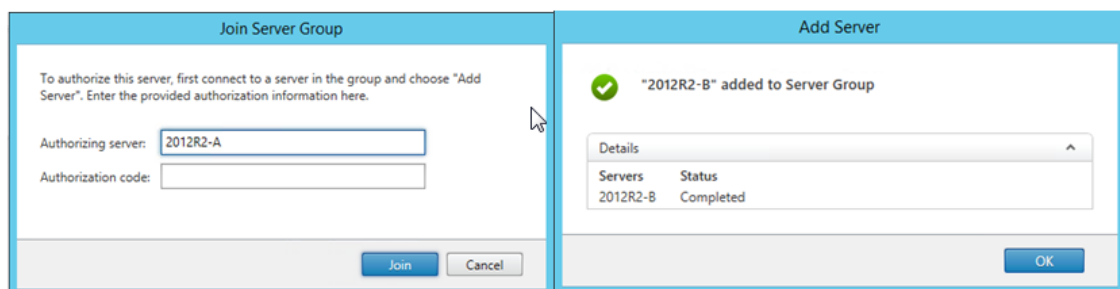 Join Server Group
To authorize this server, first connect to a server in the group and choose "Add
Server". Enter the provided authorization information here.
Authorizing server: 2012R2-A
Authorization code:
Join Cancel
Add Server
"2012R2-B" added to Server Group
Details
Servers Status
2012R2-B Completed
OK